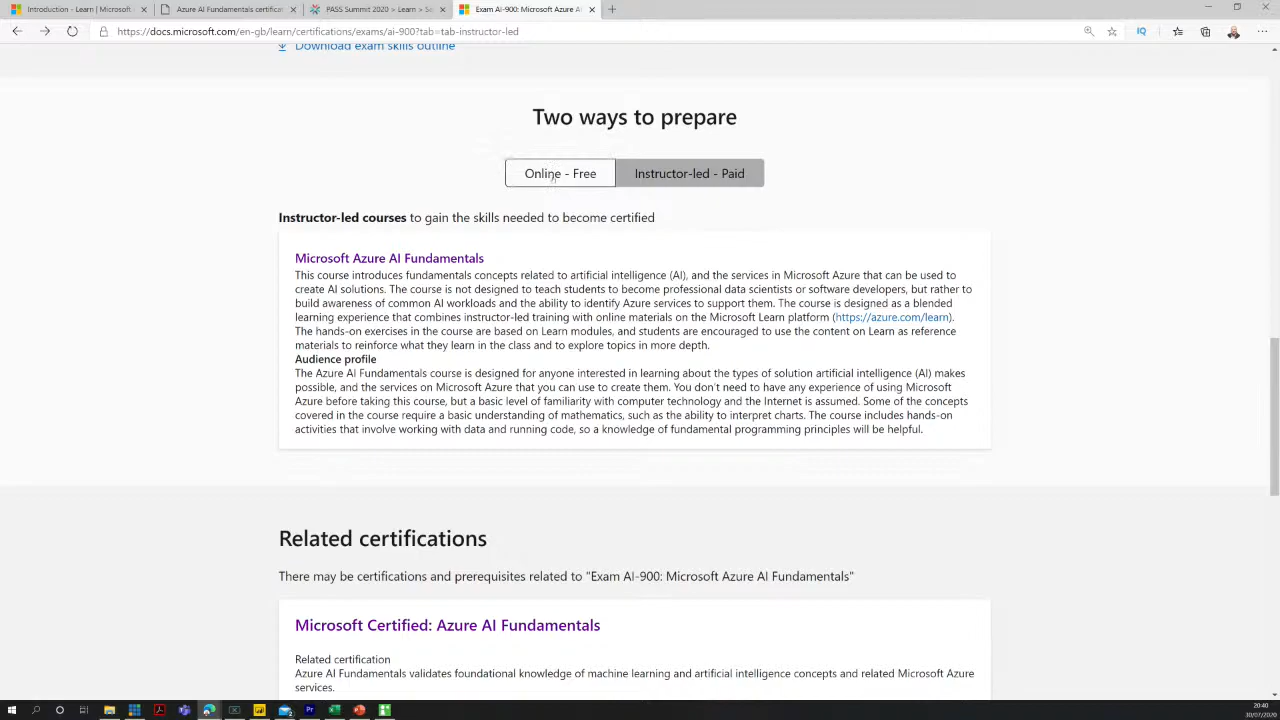 Introduction - Learn | Microsoft
Azure AI Fundamentals certificat
PASS Summit 2020 > Learn > Se
Exam AI-900: Microsoft Azure AI
https://docs.microsoft.com/en-gb/learn/certifications/exams/ai-900?tab=tab-instructor-led
IQ
Download exam skills outline
Two ways to prepare
Online - Free
Instructor-led - Paid
Instructor-led courses to gain the skills needed to become certified
Microsoft Azure AI Fundamentals
This course introduces fundamentals concepts related to artificial intelligence (AI), and the services in Microsoft Azure that can be used to
create AI solutions. The course is not designed to teach students to become professional data scientists or software developers, but rather to
build awareness of common AI workloads and the ability to identify Azure services to support them. The course is designed as a blended
learning experience that combines instructor-led training with online materials on the Microsoft Learn platform (https://azure.com/learn).
The hands-on exercises in the course are based on Learn modules, and students are encouraged to use the content on Learn as reference
materials to reinforce what they learn in the class and to explore topics in more depth.
Audience profile
The Azure AI Fundamentals course is designed for anyone interested in learning about the types of solution artificial intelligence (AI) makes
possible, and the services on Microsoft Azure that you can use to create them. You don't need to have any experience of using Microsoft
Azure before taking this course, but a basic level of familiarity with computer technology and the Internet is assumed. Some of the concepts
covered in the course require a basic understanding of mathematics, such as the ability to interpret charts. The course includes hands-on
activities that involve working with data and running code, so a knowledge of fundamental programming principles will be helpful.
Related certifications
There may be certifications and prerequisites related to "Exam AI-900: Microsoft Azure AI Fundamentals"
Microsoft Certified: Azure AI Fundamentals
Related certification
Azure AI Fundamentals validates foundational knowledge of machine learning and artificial intelligence concepts and related Microsoft Azure
services.
20:40
30/07/2020